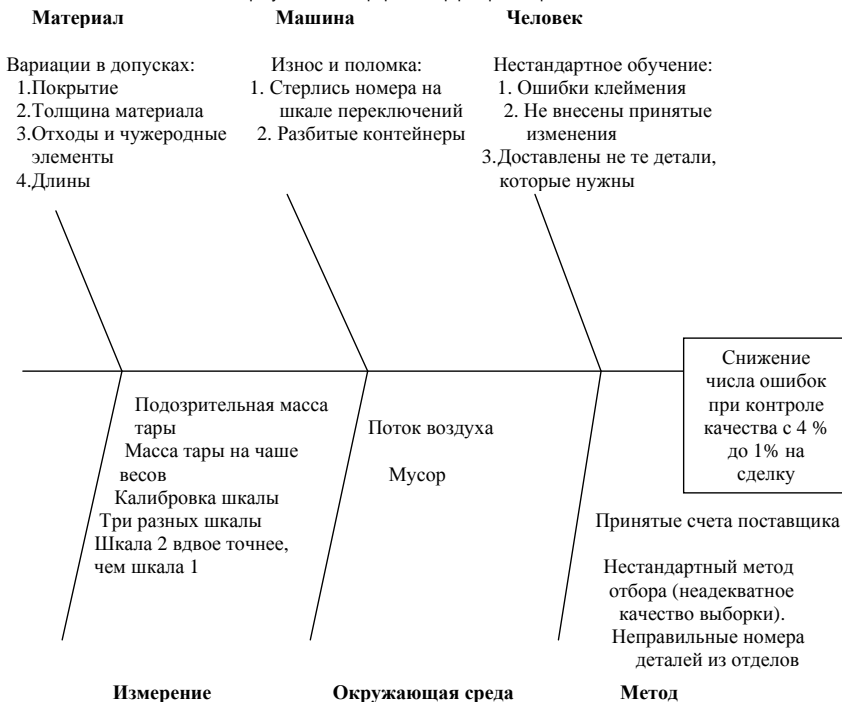 Материал
Машина
Человек
Вариации в допусках:
1.Покрытие
2.Толщина материала
3.Отходы и чужеродные
элементы
4.Длины
Износ и поломка:
1. Стерлись номера на
шкале переключений
2. Разбитые контейнеры
Нестандартное обучение:
1. Ошибки клеймения
2. Не внесены принятые
изменения
3.Доставлены не те детали,
которые нужны
Снижение
числа ошибок
при контроле
качества с 4 %
до 1% на
сделку
Подозрительная масса
тары
Масса тары на чаше
весов
Калибровка шкалы
Три разных шкалы
Шкала 2 вдвое точнее,
чем шкала 1
Поток воздуха
Мусор
Принятые счета поставщика
Нестандартный метод
отбора (неадекватное
качество выборки).
Неправильные номера
деталей из отделов
Измерение
Окружающая среда
Метод